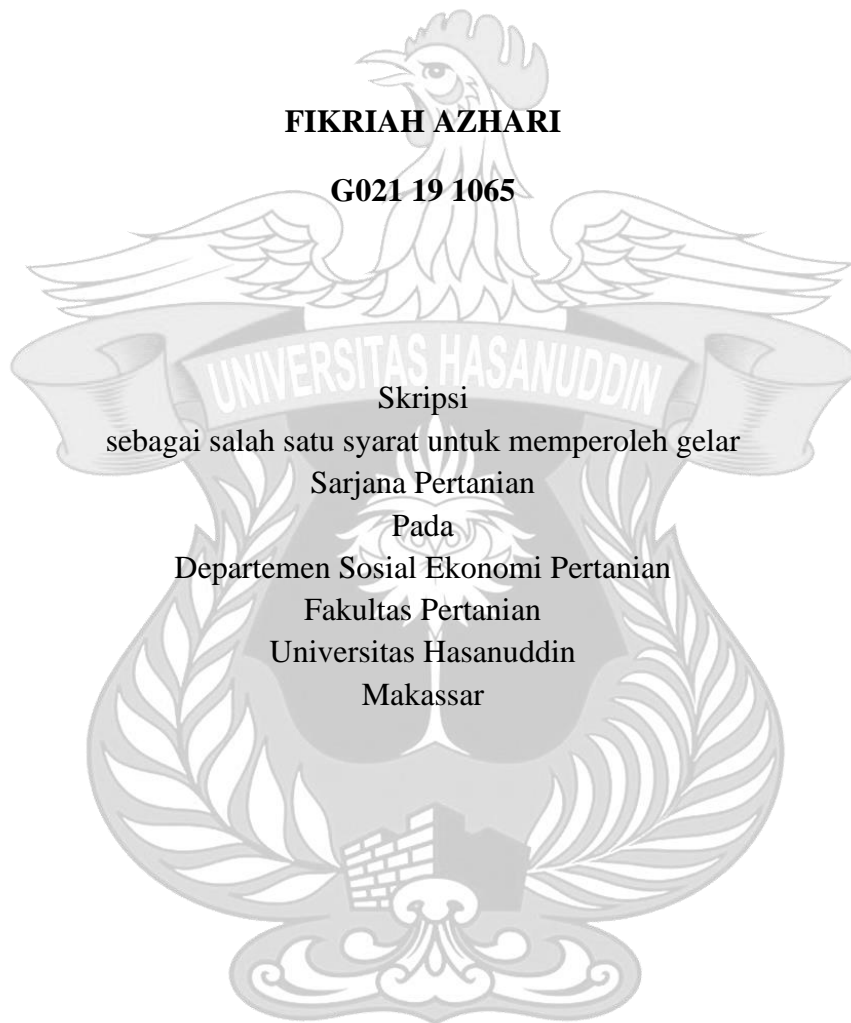 FIKRIAH AZHARI
G021 19 1065
UNIVERSITAS HASANUDDIN
Skripsi
sebagai salah satu syarat untuk memperoleh gelar
Sarjana Pertanian
Pada
Departemen Sosial Ekonomi Pertanian
Fakultas Pertanian
Universitas Hasanuddin
Makassar